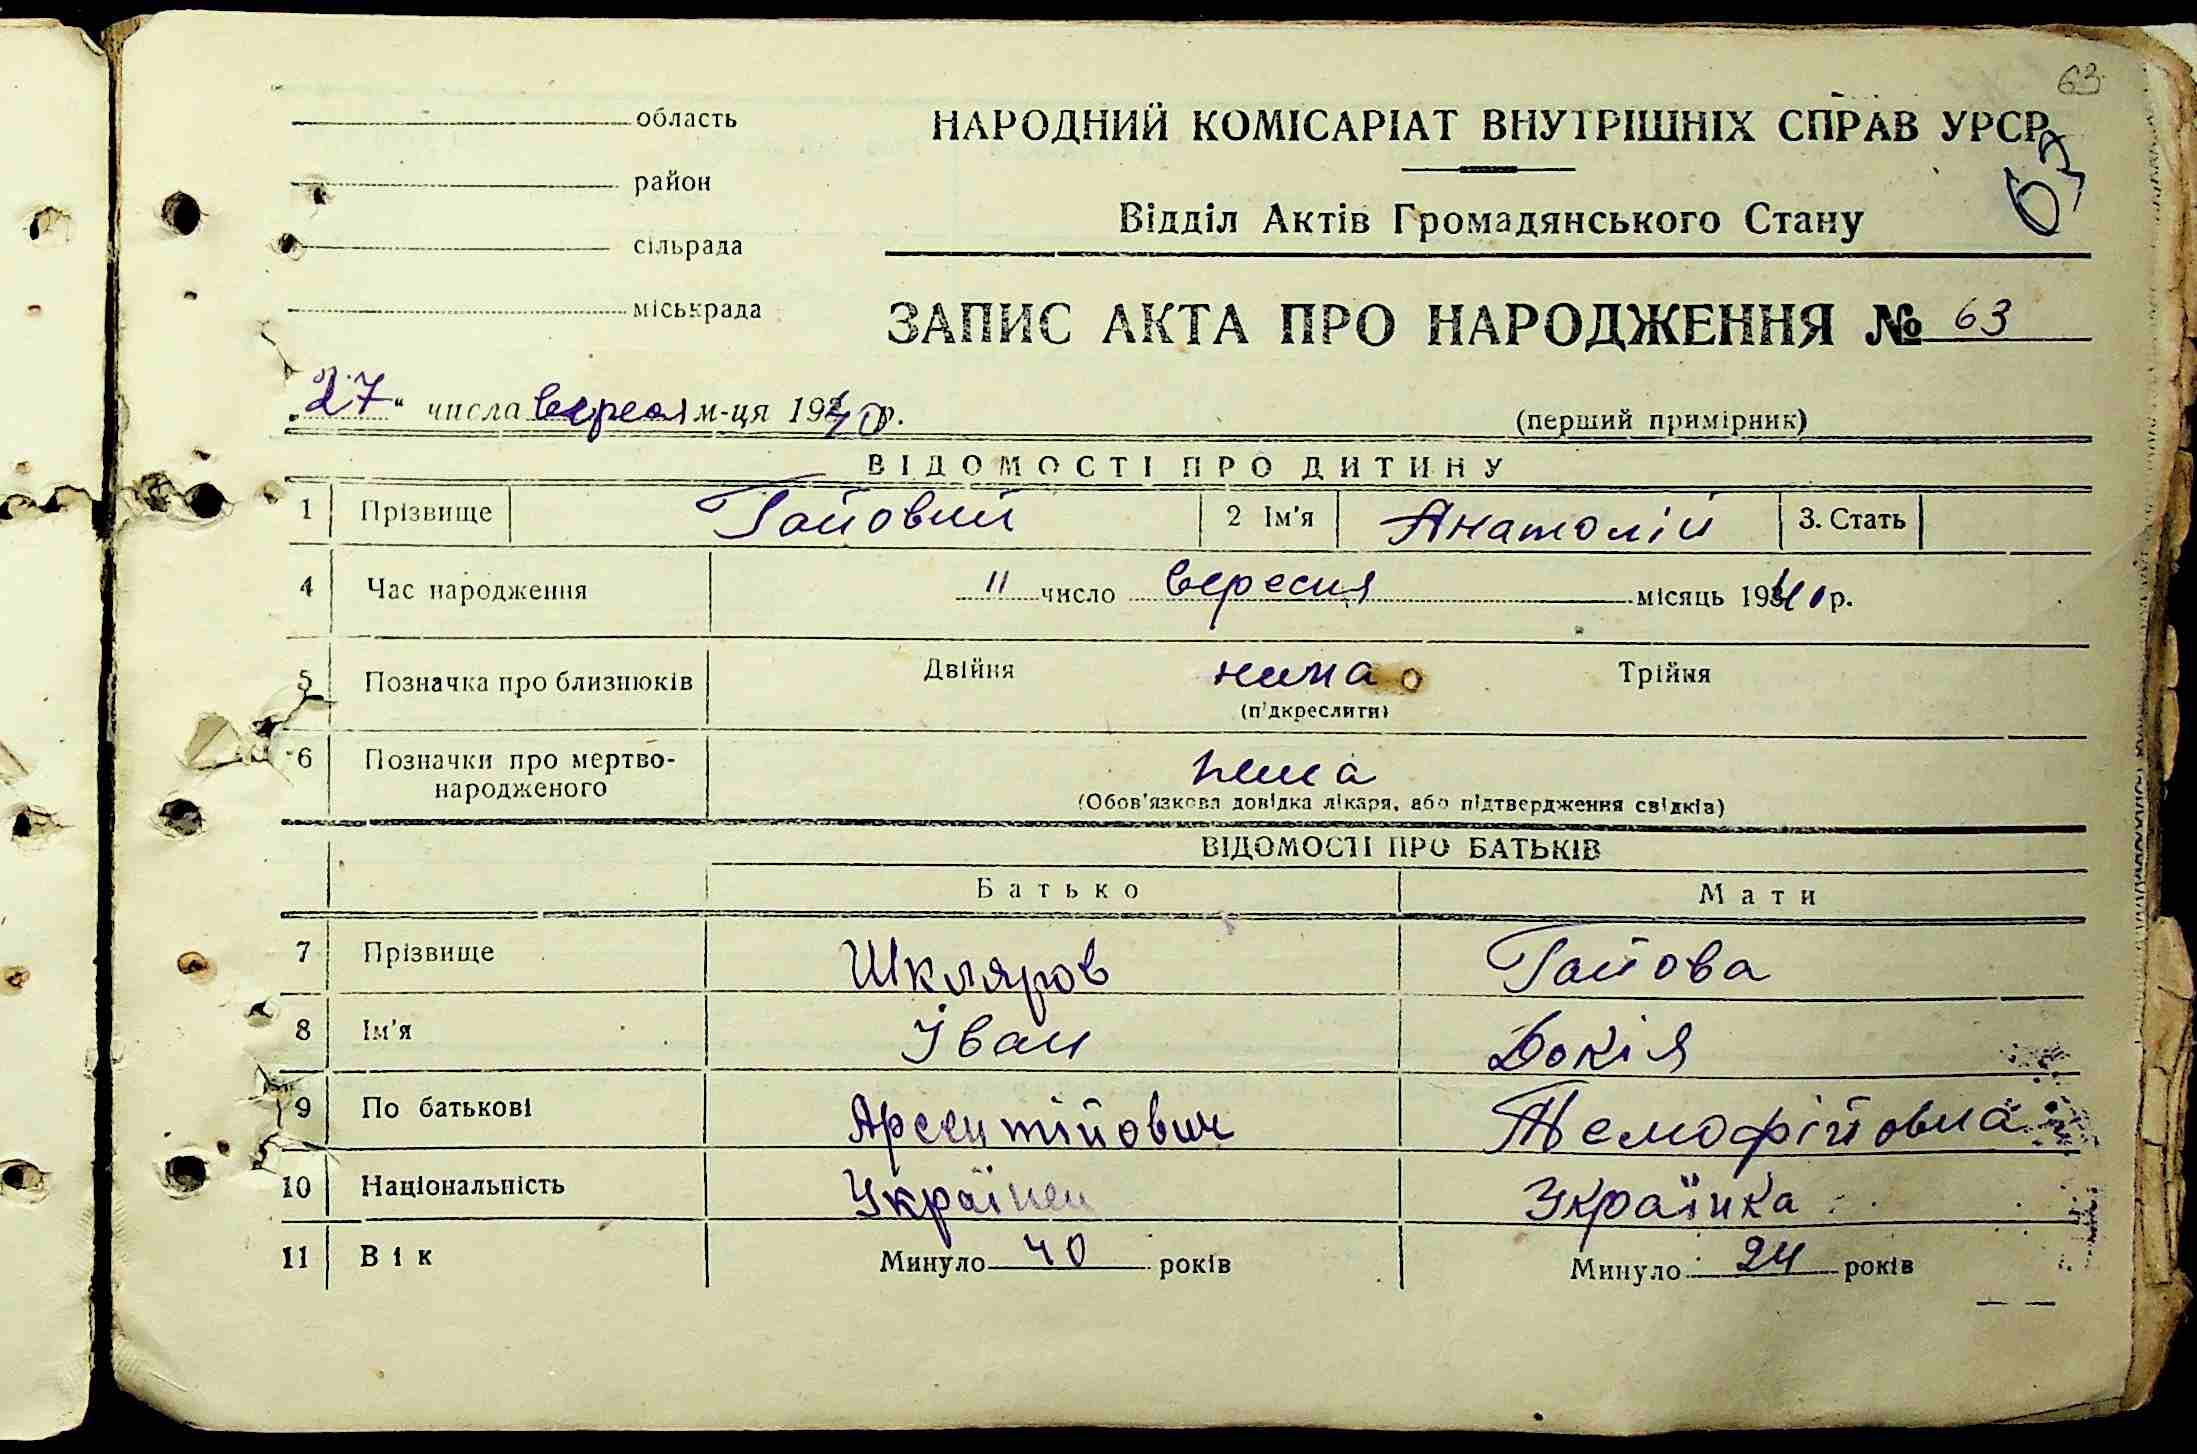 63
область
НАРОДНИЙ КОМІСАРІАТ ВНУТРІШНІХ СПРАВ УРСР
район
63
Відділ Актів Громадянського Стану
сільрада
міськрада
ЗАПИС АКТА ПРО НАРОДЖЕННЯ № 63
„27“ числа вересня м-ця 1940 р.
(перший примірник)
ВІДОМОСТІ ПРО ДИТИНУ
1 Прізвище Гайовий 2 Ім'я Анатолій 3. Стать
4 Час народження 11 число вересня місяць 1940 р.
5 Позначка про близнюків Двійня нима Трійня
(підкреслити)
6 Позначки про мертво-
народженого нима
(Обов'язкова довідка лікаря, або підтвердження свідків)
ВІДОМОСТІ ПРО БАТЬКІВ
Батько Мати
7 Прізвище Шкляров Гайова
8 Ім'я Іван Докія
9 По батькові Арсентійович Темофійовна
10 Національність Українец Українка
11 Вік Минуло 40 років Минуло 24 років